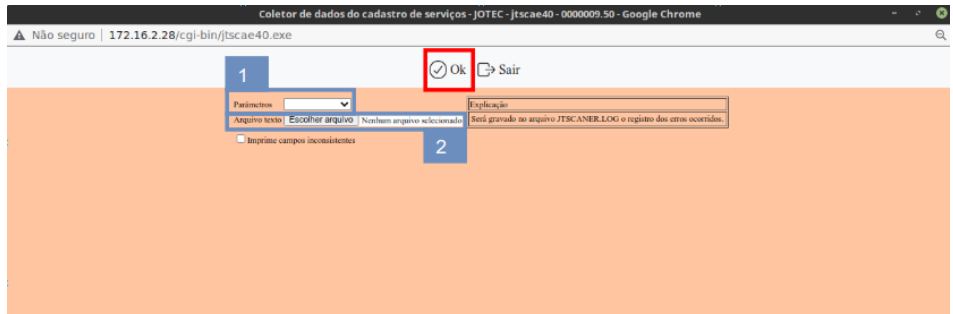 Coletor de dados do cadastro de serviços - JOTEC - jtscae40 - 0000009.50 - Google Chrome
Não seguro | 172.16.2.28/cgi-bin/jtscae40.exe
Ok Sair
1
Parâmetros
Explicação
Arquivo texto Escolher arquivo Nenhum arquivo selecionado
Será gravado no arquivo JTSCANER.LOG o registro dos erros ocorridos.
Imprime campos inconsistentes
2